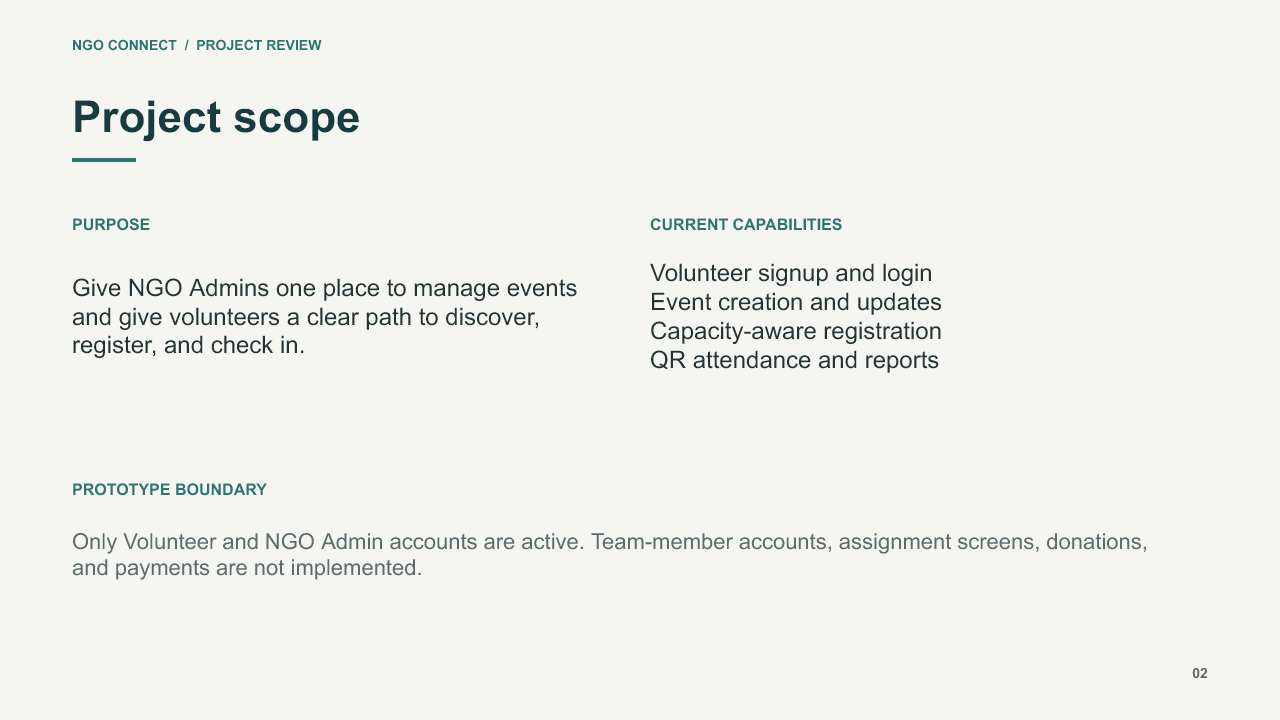 NGO CONNECT / PROJECT REVIEW
Project scope
PURPOSE
Give NGO Admins one place to manage events
and give volunteers a clear path to discover,
register, and check in.
CURRENT CAPABILITIES
Volunteer signup and login
Event creation and updates
Capacity-aware registration
QR attendance and reports
PROTOTYPE BOUNDARY
Only Volunteer and NGO Admin accounts are active. Team-member accounts, assignment screens, donations,
and payments are not implemented.
02